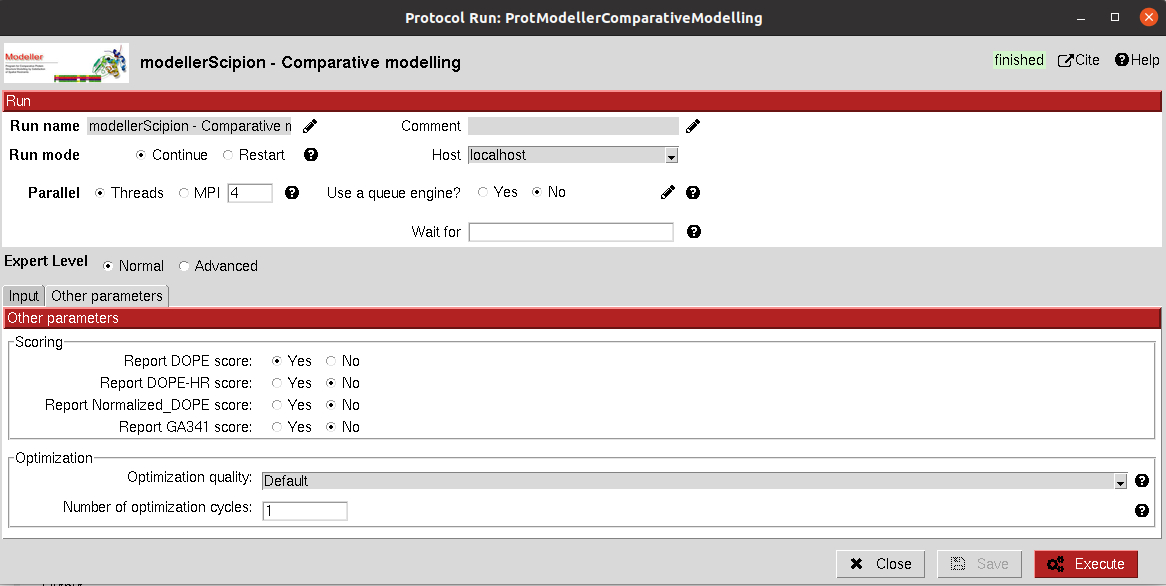 Protocol Run: ProtModellerComparativeModelling
Modeller
modellerScipion - Comparative modelling
finished Cite Help
Run
Run name modellerScipion - Comparative n Comment
Run mode Continue Restart Host localhost
Parallel Threads MPI 4 Use a queue engine? Yes No
Wait for
Expert Level Normal Advanced
Input Other parameters
Other parameters
Scoring
Report DOPE score: Yes No
Report DOPE-HR score: Yes No
Report Normalized_DOPE score: Yes No
Report GA341 score: Yes No
Optimization
Optimization quality: Default
Number of optimization cycles: 1
Close Save Execute